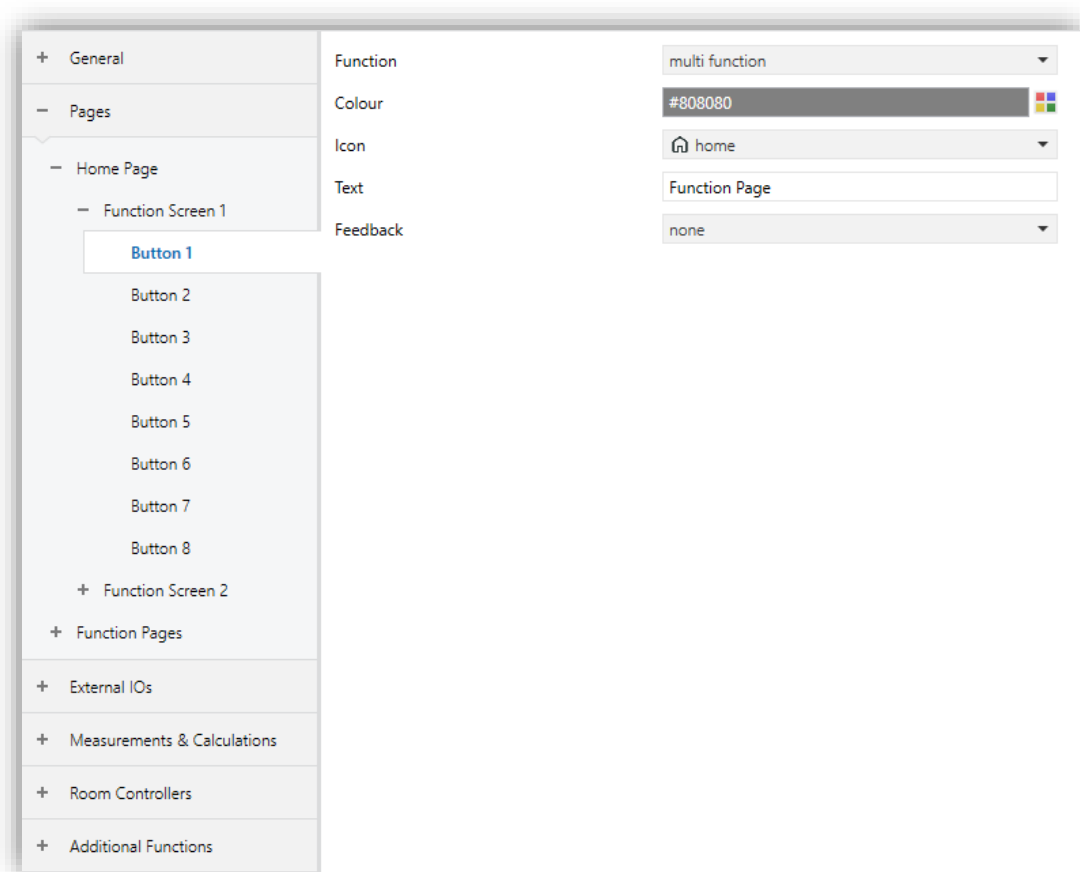 General
Pages
Home Page
Function Screen 1
Button 1
Button 2
Button 3
Button 4
Button 5
Button 6
Button 7
Button 8
Function Screen 2
Function Pages
External IOs
Measurements & Calculations
Room Controllers
Additional Functions
Function multi function
Colour #808080
Icon home
Text Function Page
Feedback none